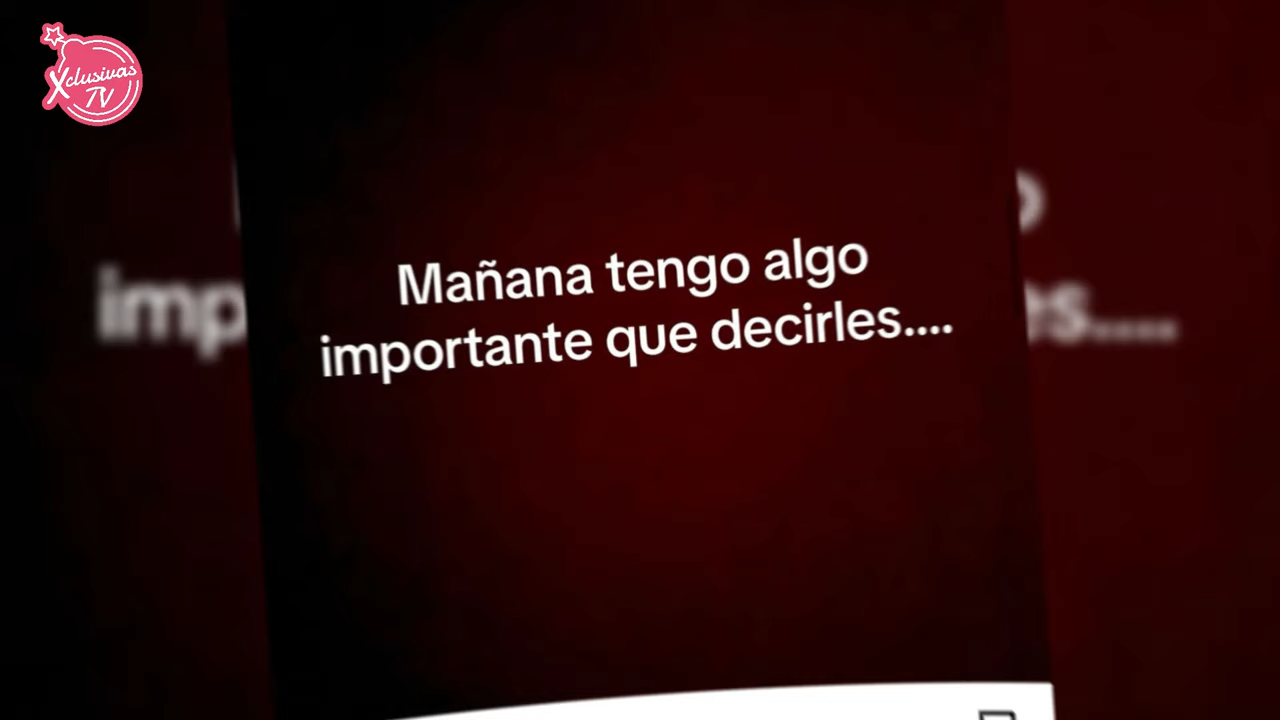 Xclusivas
TV
Mañana tengo algo
importante que decirles....